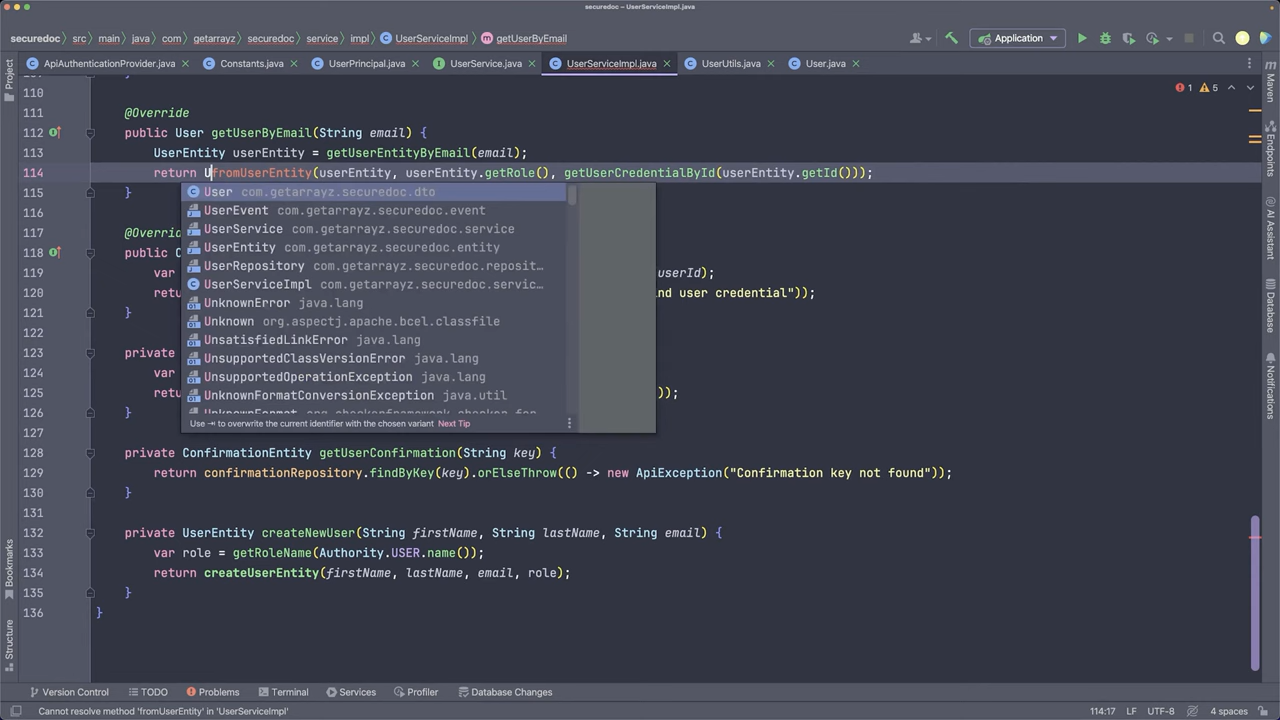 securedoc – UserServiceImpl.java
securedoc src main java com getarrayz securedoc service impl UserServiceImpl getUserByEmail Application
Project ApiAuthenticationProvider.java Constants.java UserPrincipal.java UserService.java UserServiceImpl.java UserUtils.java User.java Maven
1 5
110
111 @Override
112 public User getUserByEmail(String email) {
113 UserEntity userEntity = getUserEntityByEmail(email);
114 return UfromUserEntity(userEntity, userEntity.getRole(), getUserCredentialById(userEntity.getId()));
115 }
User com.getarrayz.securedoc.dto
UserEvent com.getarrayz.securedoc.event
UserService com.getarrayz.securedoc.service
UserEntity com.getarrayz.securedoc.entity
UserRepository com.getarrayz.securedoc.reposit…
UserServiceImpl com.getarrayz.securedoc.servic…
UnknownError java.lang
Unknown org.aspectj.apache.bcel.classfile
UnsatisfiedLinkError java.lang
UnsupportedClassVersionError java.lang
UnsupportedOperationException java.lang
UnknownFormatConversionException java.util
Use ⇥ to overwrite the current identifier with the chosen variant Next Tip
117 @Overrid
118 public C
119 var userId);
120 retu nd user credential"));
121 }
122
123 private
124 var
125 retu ));
126 }
127
128 private ConfirmationEntity getUserConfirmation(String key) {
129 return confirmationRepository.findByKey(key).orElseThrow(() -> new ApiException("Confirmation key not found"));
130 }
131
132 private UserEntity createNewUser(String firstName, String lastName, String email) {
133 var role = getRoleName(Authority.USER.name());
134 return createUserEntity(firstName, lastName, email, role);
135 }
136 }
Endpoints
AI Assistant
Database
Notifications
Bookmarks
Structure
Version Control TODO Problems Terminal Services Profiler Database Changes
Cannot resolve method 'fromUserEntity' in 'UserServiceImpl' 114:17 LF UTF-8 4 spaces